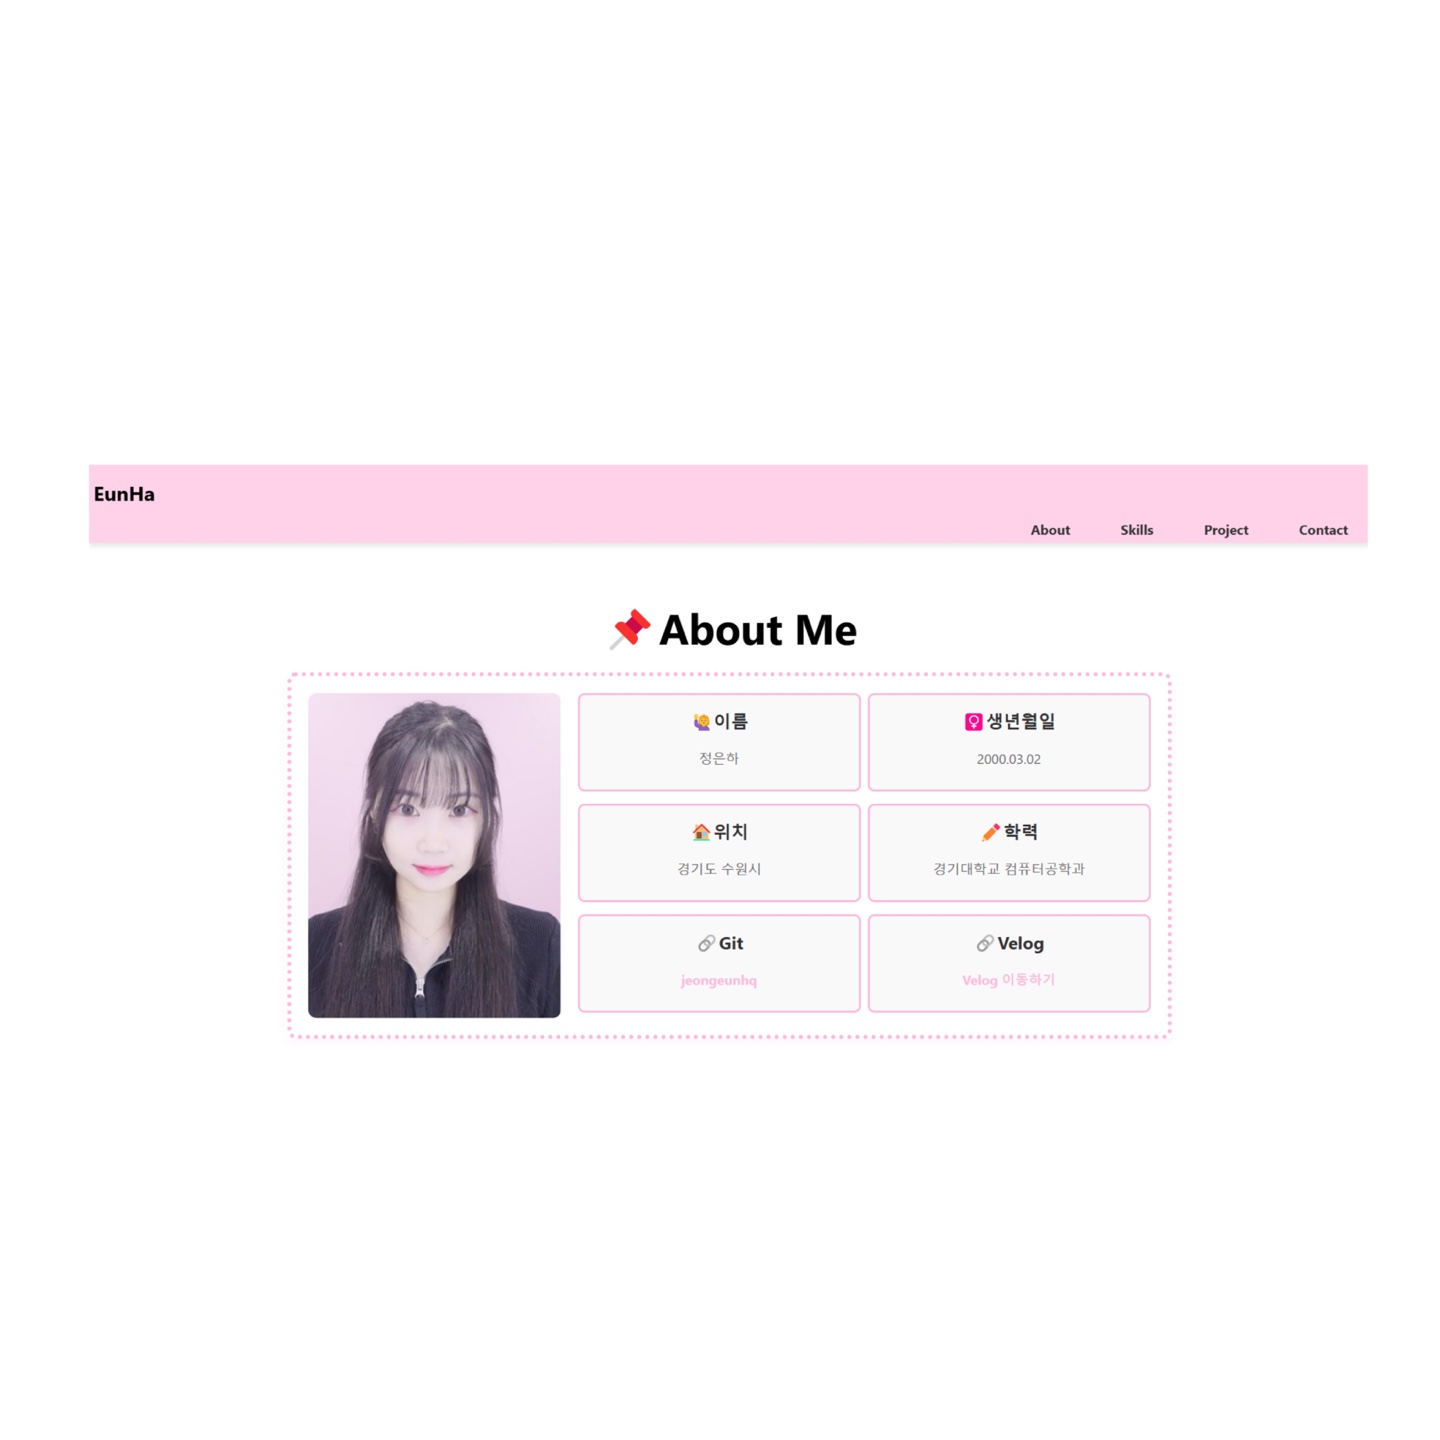 EunHa
About Skills Project Contact
📌 About Me
🙋‍♀️ 이름
정은하
🚺 생년월일
2000.03.02
🏠 위치
경기도 수원시
✏️ 학력
경기대학교 컴퓨터공학과
🔗 Git
jeongeunhq
🔗 Velog
Velog 이동하기